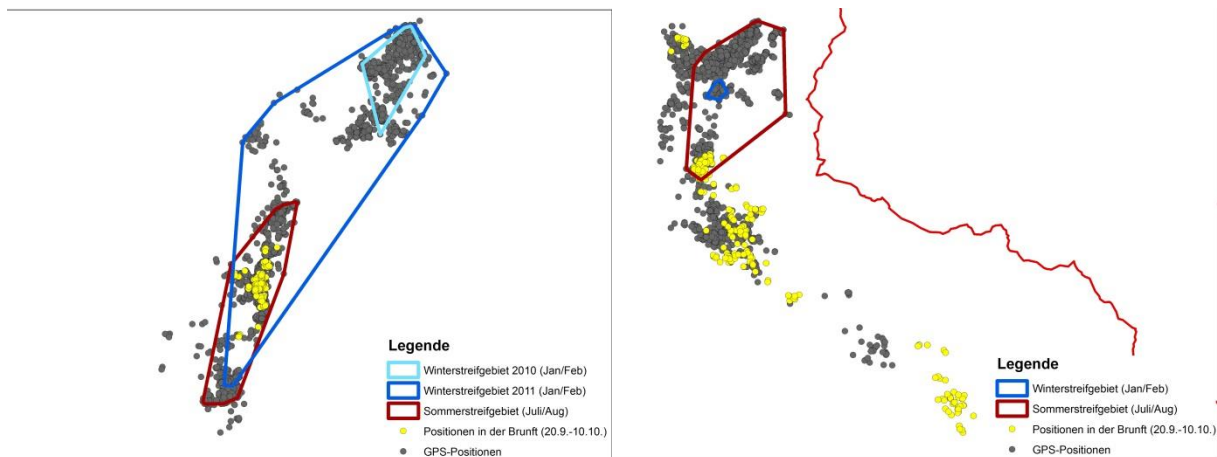 Legende
Winterstreifgebiet 2010 (Jan/Feb)
Winterstreifgebiet 2011 (Jan/Feb)
Sommerstreifgebiet (Juli/Aug)
Positionen in der Brunft (20.9.-10.10.)
GPS-Positionen
Legende
Winterstreifgebiet (Jan/Feb)
Sommerstreifgebiet (Juli/Aug)
Positionen in der Brunft (20.9.-10.10.)
GPS-Positionen